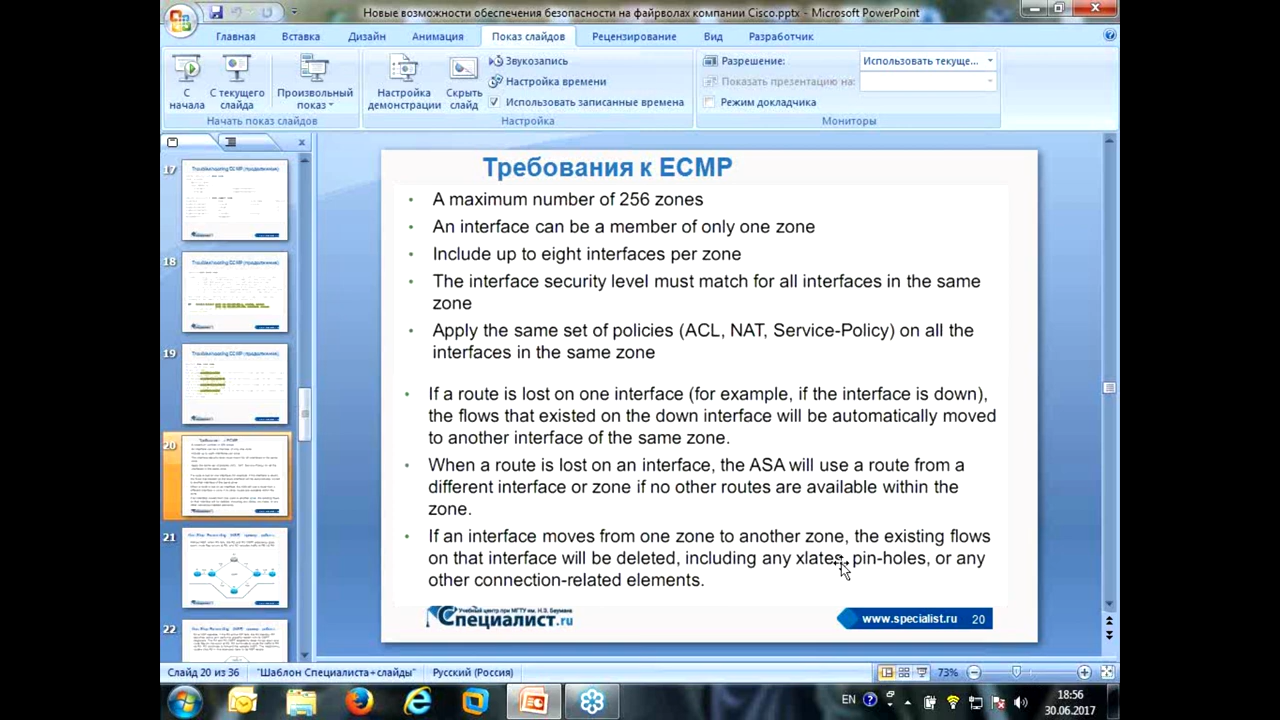 Новые возможности обеспечения безопасности на фарволах компании Cisco.pptx - Microsoft Po
Главная Вставка Дизайн Анимация Показ слайдов Рецензирование Вид Разработчик
С начала
С текущего слайда
Произвольный показ
Начать показ слайдов
Настройка демонстрации
Скрыть слайд
Звукозапись
Настройка времени
Использовать записанные времена
Настройка
Разрешение: Использовать текуще...
Показать презентацию на:
Режим докладчика
Мониторы
17
18
19
20
21
22
Требования к ECMP
A maximum number of 256 zones
An interface can be a member of only one zone
Include up to eight interfaces per zone
The interface security level must match for all interfaces in the same
zone
Apply the same set of policies (ACL, NAT, Service-Policy) on all the
interfaces in the same zone
If a route is lost on one interface (for example, if the interface is down),
the flows that existed on the down interface will be automatically moved
to another interface of the same zone.
When a route is lost on an interface, the ASA will use a route from a
different interface in zone if other routes are available within the
zone.
If an interface moves from one zone to another zone, the existing flows
on that interface will be deleted, including any xlates, pin-holes or any
other connection-related elements.
Учебный центр при МГТУ им. Н.Э. Баумана
Специалист.ru
www.specialist.ru 20
Слайд 20 из 36 "Шаблон Специалиста+слайды" Русский (Россия) 73%
EN 18:56
30.06.2017